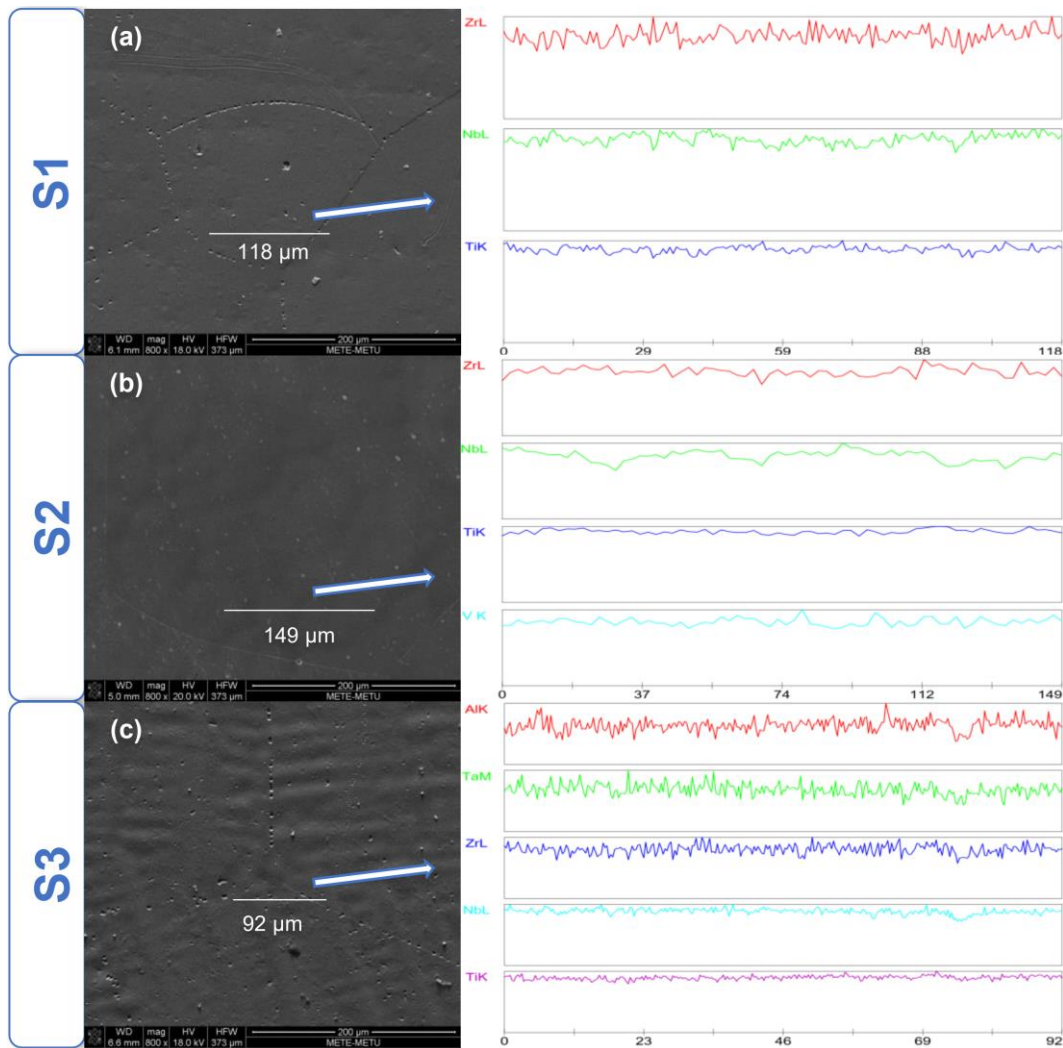 S1
(a)
118 µm
WD mag HV HFW 200 µm
6.1 mm 800 x 18.0 kV 373 µm METE-METU
ZrL
NbL
TiK
0 29 59 88 118
S2
(b)
149 µm
WD mag HV HFW 200 µm
5.0 mm 800 x 20.0 kV 373 µm METE-METU
ZrL
NbL
TiK
V K
0 37 74 112 149
S3
(c)
92 µm
WD mag HV HFW 200 µm
6.6 mm 800 x 18.0 kV 373 µm METE-METU
AlK
TaM
ZrL
NbL
TiK
0 23 46 69 92